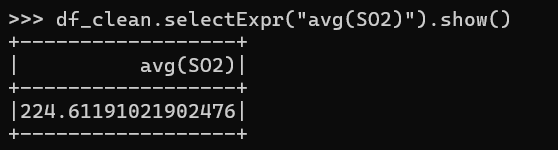 >>> df_clean.selectExpr("avg(SO2)").show()
+------------------+
|          avg(SO2)|
+------------------+
|224.61191021902476|
+------------------+